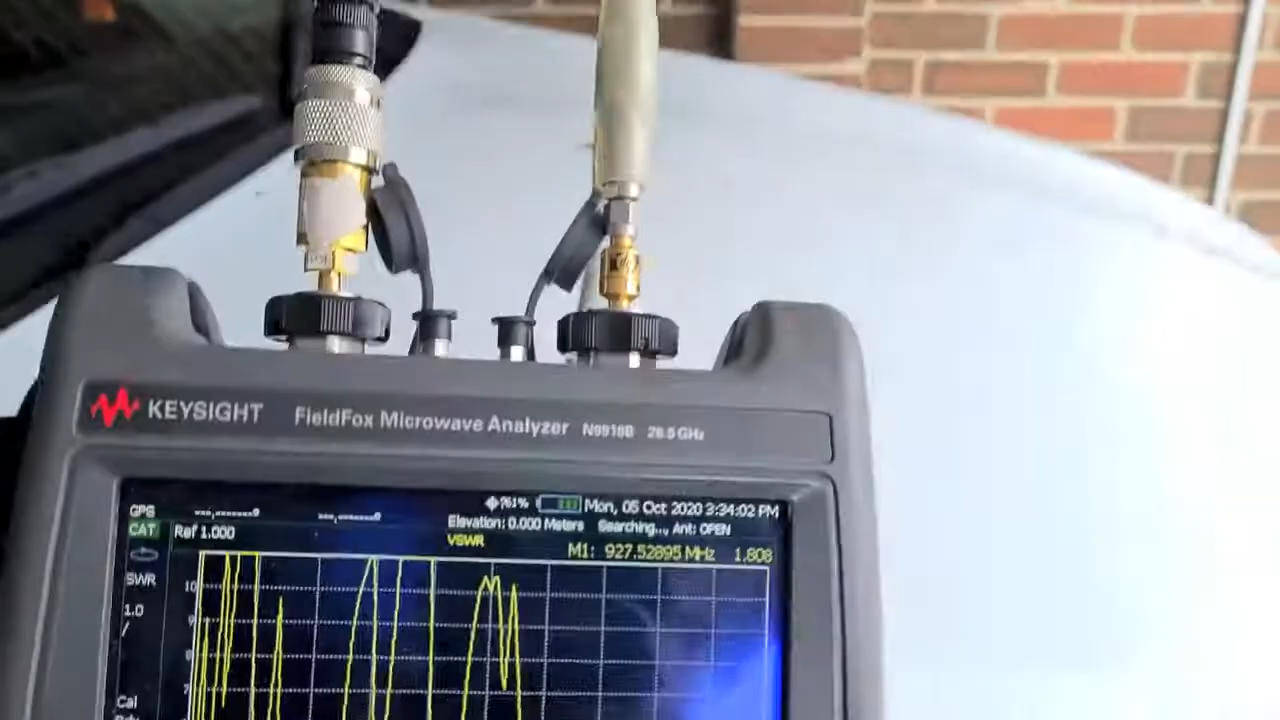 KEYSIGHT FieldFox Microwave Analyzer N9918B 26.5 GHz
GPS
61% Mon, 05 Oct 2020 3:34:02 PM
CAT
Elevation: 0.000 Meters Searching..., Ant: OPEN
Ref 1.000
VSWR
M1: 927.52895 MHz 1.808
SWR
10
1.0
/
9
8
7
Cal